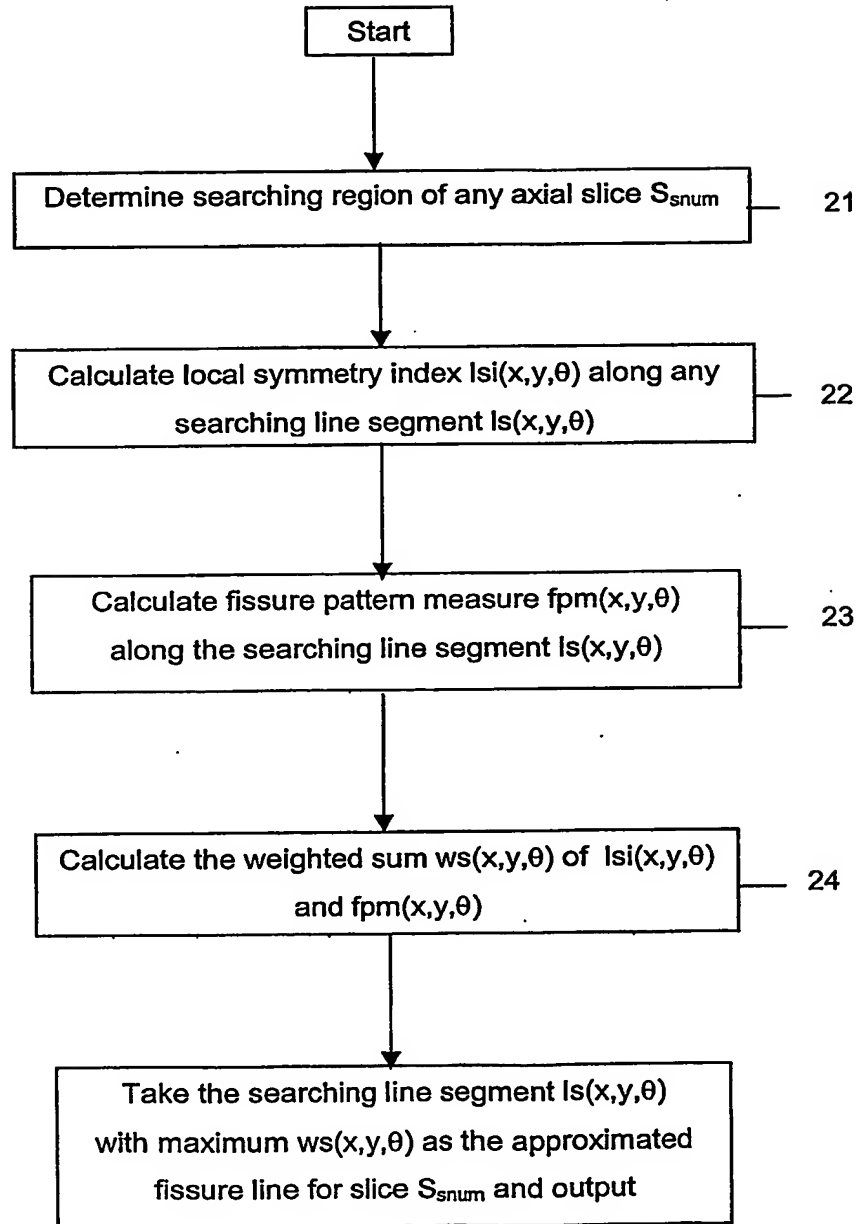 Start
Determine searching region of any axial slice Ssnum
21
Calculate local symmetry index lsi(x,y,θ) along any
searching line segment ls(x,y,θ)
22
Calculate fissure pattern measure fpm(x,y,θ)
along the searching line segment ls(x,y,θ)
23
Calculate the weighted sum ws(x,y,θ) of lsi(x,y,θ)
and fpm(x,y,θ)
24
Take the searching line segment ls(x,y,θ)
with maximum ws(x,y,θ) as the approximated
fissure line for slice Ssnum and output